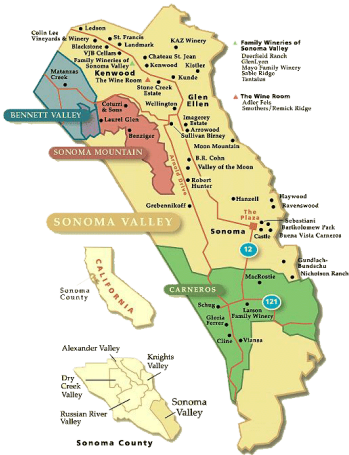 Colin Lee
Vineyards & Winery
Ledson
St. Francis
Blackstone
Landmark
KAZ Winery
VJB Cellars
Family Wineries of
Sonoma Valley
Chateau St. Jean
Kenwood
Kenwood
Kistler
The Wine Room
Kunde
Stone Creek
Estate
Family Wineries of
Sonoma Valley
Deerfield Ranch
GlenLyon
Mayo Family Winery
Sable Ridge
Tantalus
The Wine Room
Adler Fels
Smothers/Remick Ridge
Matanzas
Creek
BENNETT VALLEY
Coturri
& Sons
Laurel Glen
Benziger
SONOMA MOUNTAIN
Wellington
Glen
Ellen
Imagery
Estate
Arrowood
Sullivan Birney
Moon Mountain
B.R. Cohn
Valley of the Moon
Arnold Drive
Robert
Hunter
Grebennikoff
Hanzell
Haywood
Ravenswood
The
Plaza
Sebastiani
Bartholomew Park
Castle
Buena Vista Carneros
Sonoma
SONOMA VALLEY
12
Gundlach-
Bundschu
Nicholson Ranch
CARNEROS
MacRostie
121
Schug
Larson
Family Winery
Gloria
Ferrer
Cline
Viansa
CALIFORNIA
Sonoma
County
Alexander Valley
Knights
Valley
Dry
Creek
Valley
Russian River
Valley
Sonoma
Valley
Sonoma County